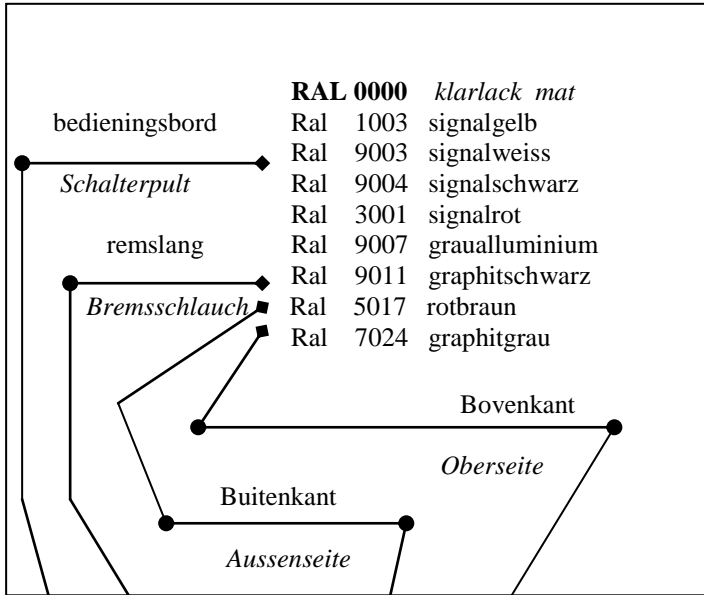 RAL 0000 klarlack mat
bedieningsbord
Ral 1003 signalgelb
Ral 9003 signalweiss
Schalterpult
Ral 9004 signalschwarz
Ral 3001 signalrot
remslang
Ral 9007 graualluminium
Ral 9011 graphitschwarz
Bremsschlauch
Ral 5017 rotbraun
Ral 7024 graphitgrau
Bovenkant
Oberseite
Buitenkant
Aussenseite